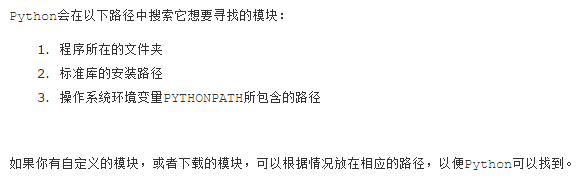 Python会在以下路径中搜索它想要寻找的模块：
1. 程序所在的文件夹
2. 标准库的安装路径
3. 操作系统环境变量PYTHONPATH所包含的路径
如果你有自定义的模块，或者下载的模块，可以根据情况放在相应的路径，以便Python可以找到。